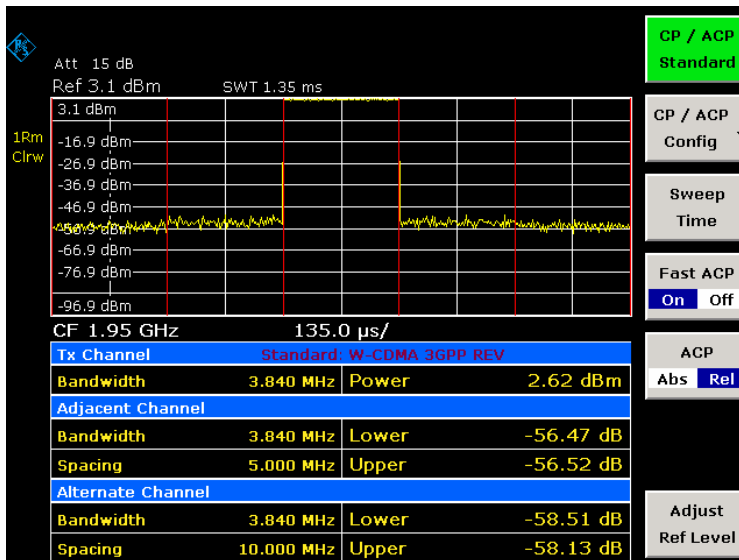 CP / ACP
Standard
Att 15 dB
Ref 3.1 dBm SWT 1.35 ms
3.1 dBm
CP / ACP
Config
1Rm
Clrw
-16.9 dBm
-26.9 dBm
-36.9 dBm
-46.9 dBm
-66.9 dBm
-76.9 dBm
-96.9 dBm
Sweep
Time
Fast ACP
On Off
CF 1.95 GHz 135.0 µs/
Tx Channel Standard: W-CDMA 3GPP REV
Bandwidth 3.840 MHz Power 2.62 dBm
ACP
Abs Rel
Adjacent Channel
Bandwidth 3.840 MHz Lower -56.47 dB
Spacing 5.000 MHz Upper -56.52 dB
Alternate Channel
Bandwidth 3.840 MHz Lower -58.51 dB
Spacing 10.000 MHz Upper -58.13 dB
Adjust
Ref Level